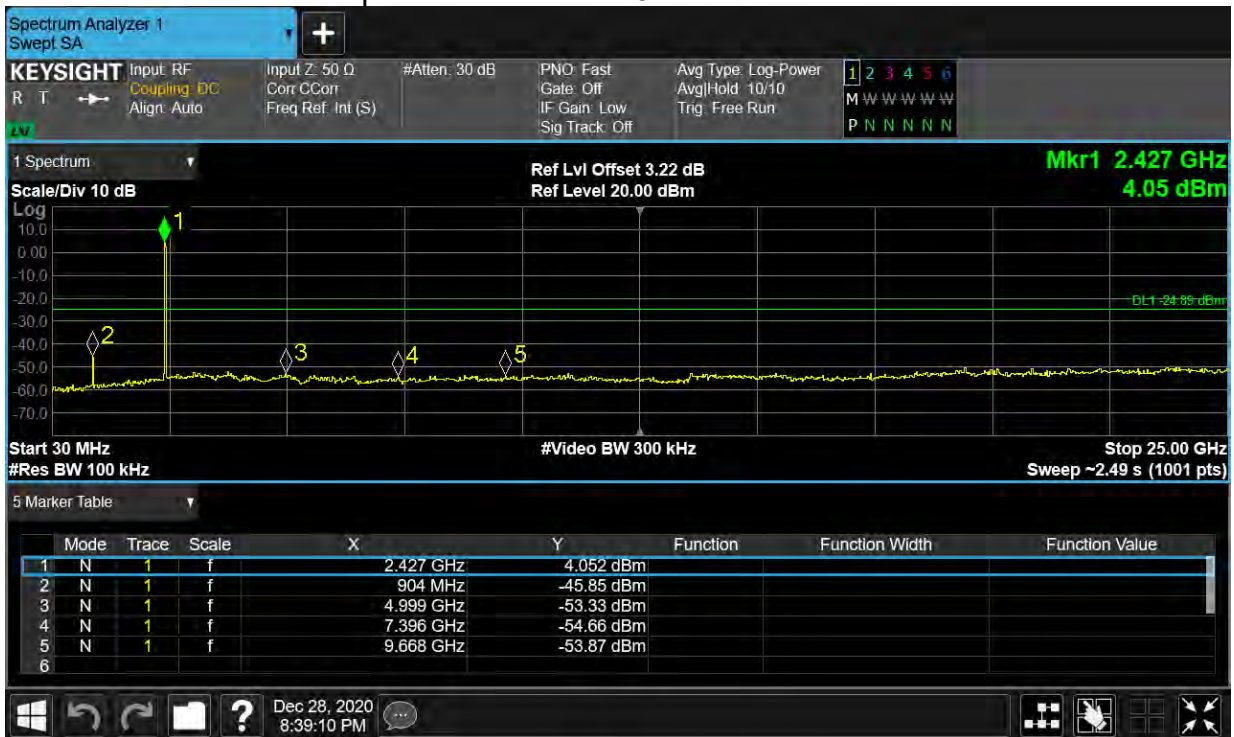 Spectrum Analyzer 1
Swept SA
+
KEYSIGHT Input: RF Input Z: 50 Ω #Atten: 30 dB PNO: Fast Avg Type: Log-Power 1 2 3 4 5 6
R T Coupling: DC Corr CCorr Gate: Off Avg|Hold: 10/10 M W W W W W
Align: Auto Freq Ref: Int (S) IF Gain: Low Trig: Free Run
LXI Sig Track: Off P N N N N N
1 Spectrum Ref Lvl Offset 3.22 dB Mkr1 2.427 GHz
Scale/Div 10 dB Ref Level 20.00 dBm 4.05 dBm
Log
10.0 1
0.00
-10.0
-20.0 DL1 -24.89 dBm
-30.0
-40.0 2
-50.0 3 4 5
-60.0
-70.0
Start 30 MHz #Video BW 300 kHz Stop 25.00 GHz
#Res BW 100 kHz Sweep ~2.49 s (1001 pts)
5 Marker Table
Mode Trace Scale X Y Function Function Width Function Value
1 N 1 f 2.427 GHz 4.052 dBm
2 N 1 f 904 MHz -45.85 dBm
3 N 1 f 4.999 GHz -53.33 dBm
4 N 1 f 7.396 GHz -54.66 dBm
5 N 1 f 9.668 GHz -53.87 dBm
6
? Dec 28, 2020
8:39:10 PM